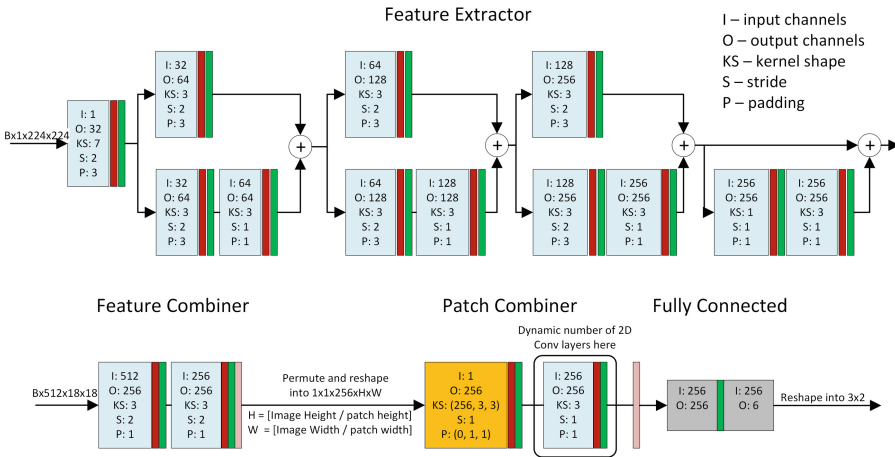 Feature Extractor
I – input channels
O – output channels
KS – kernel shape
S – stride
P – padding
Bx1x224x224
I: 1
O: 32
KS: 7
S: 2
P: 3
I: 32
O: 64
KS: 3
S: 2
P: 3
I: 32
O: 64
KS: 3
S: 2
P: 3
I: 64
O: 64
KS: 3
S: 1
P: 1
+
I: 64
O: 128
KS: 3
S: 2
P: 3
I: 64
O: 128
KS: 3
S: 2
P: 3
I: 128
O: 128
KS: 3
S: 1
P: 1
+
I: 128
O: 256
KS: 3
S: 2
P: 3
I: 128
O: 256
KS: 3
S: 2
P: 3
I: 256
O: 256
KS: 3
S: 1
P: 1
+
I: 256
O: 256
KS: 1
S: 1
P: 1
I: 256
O: 256
KS: 3
S: 1
P: 1
+
Feature Combiner
Bx512x18x18
I: 512
O: 256
KS: 3
S: 2
P: 1
I: 256
O: 256
KS: 3
S: 2
P: 1
Permute and reshape
into 1x1x256xHxW
H = [Image Height / patch height]
W = [Image Width / patch width]
Patch Combiner
I: 1
O: 256
KS: (256, 3, 3)
S: 1
P: (0, 1, 1)
Dynamic number of 2D
Conv layers here
I: 256
O: 256
KS: 3
S: 1
P: 1
Fully Connected
I: 256
O: 256
I: 256
O: 6
Reshape into 3x2